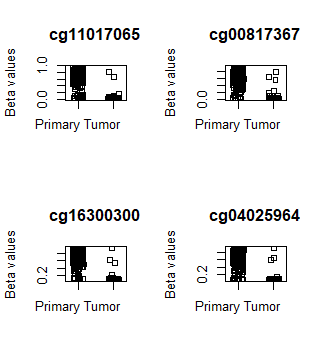 cg11017065
Beta values
0.0 1.0
Primary Tumor
cg00817367
Beta values
0.0
Primary Tumor
cg16300300
Beta values
0.2
Primary Tumor
cg04025964
Beta values
0.2
Primary Tumor